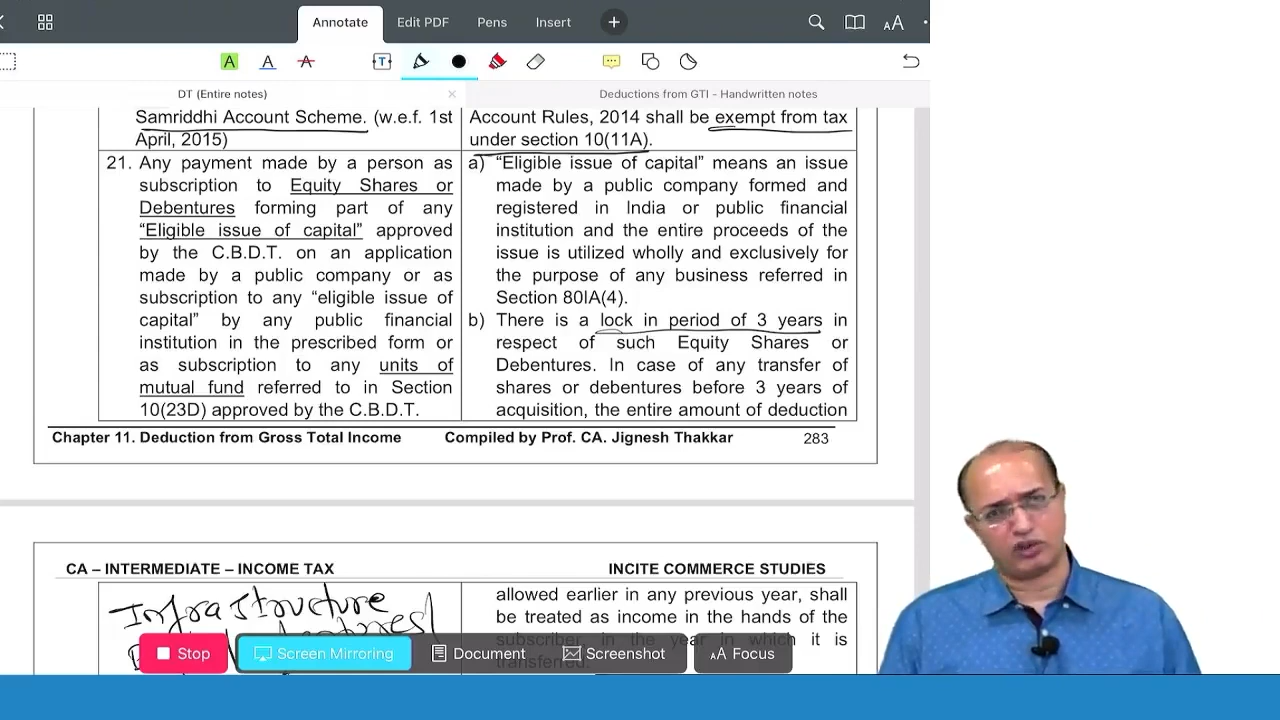 Annotate
Edit PDF
Pens
Insert
DT (Entire notes)
Deductions from GTI - Handwritten notes
Samriddhi Account Scheme. (w.e.f. 1st
April, 2015)
Account Rules, 2014 shall be exempt from tax
under section 10(11A).
21. Any payment made by a person as
subscription to Equity Shares or
Debentures forming part of any
“Eligible issue of capital” approved
by the C.B.D.T. on an application
made by a public company or as
subscription to any “eligible issue of
capital” by any public financial
institution in the prescribed form or
as subscription to any units of
mutual fund referred to in Section
10(23D) approved by the C.B.D.T.
a) “Eligible issue of capital” means an issue
made by a public company formed and
registered in India or public financial
institution and the entire proceeds of the
issue is utilized wholly and exclusively for
the purpose of any business referred in
Section 80IA(4).
b) There is a lock in period of 3 years in
respect of such Equity Shares or
Debentures. In case of any transfer of
shares or debentures before 3 years of
acquisition, the entire amount of deduction
Chapter 11. Deduction from Gross Total Income Compiled by Prof. CA. Jignesh Thakkar 283
CA – INTERMEDIATE – INCOME TAX INCITE COMMERCE STUDIES
Infrastructure
allowed earlier in any previous year, shall
be treated as income in the hands of the
subscriber, in the year in which it is
transferred.
Stop
Screen Mirroring
Document
Screenshot
AA Focus